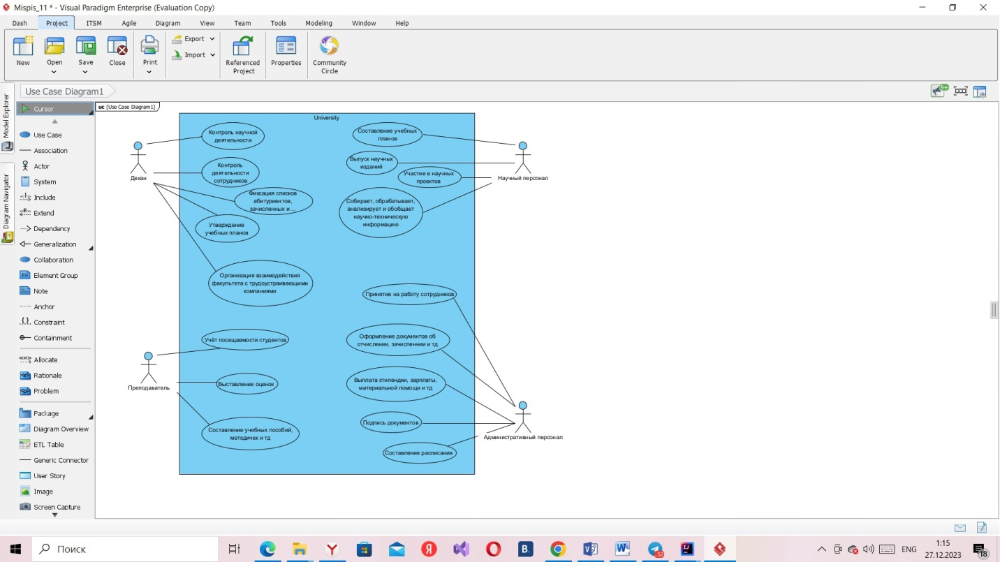 Mispis_11 * - Visual Paradigm Enterprise (Evaluation Copy)
Dash Project ITSM Agile Diagram View Team Tools Modeling Window Help
New
Open
Save
Close
Print
Export
Import
Referenced
Project
Properties
Community
Circle
Use Case Diagram1
9+
Model Explorer
Diagram Navigator
Cursor
Use Case
Association
Actor
System
Include
Extend
Dependency
Generalization
Collaboration
Element Group
Note
Anchor
Constraint
Containment
Allocate
Rationale
Problem
Package
Diagram Overview
ETL Table
Generic Connector
User Story
Image
Screen Capture
uc [Use Case Diagram1]
University
Декан
Контроль научной
деятельности
Контроль
деятельности
сотрудников
Фиксация списков
абитуриентов,
зачисленных и ...
Утверждение
учебных планов
Организация взаимодействия
факультета с трудоустраивающими
компаниями
Составление учебных
планов
Выпуск научных
изданий
Участие в научных
проектов
Собирает, обрабатывает,
анализирует и обобщает
научно-техническую
информацию
Научный персонал
Преподаватель
Учёт посещаемости студентов
Выставление оценок
Составление учебных пособий,
методичек и тд
Принятие на работу сотрудников
Оформление документов об
отчислении, зачисленнии и тд
Выплата стипендии, зарплаты,
материальной помощи и тд
Подпись документов
Составление расписания
Административный персонал
Поиск
ENG
1:15
27.12.2023
18